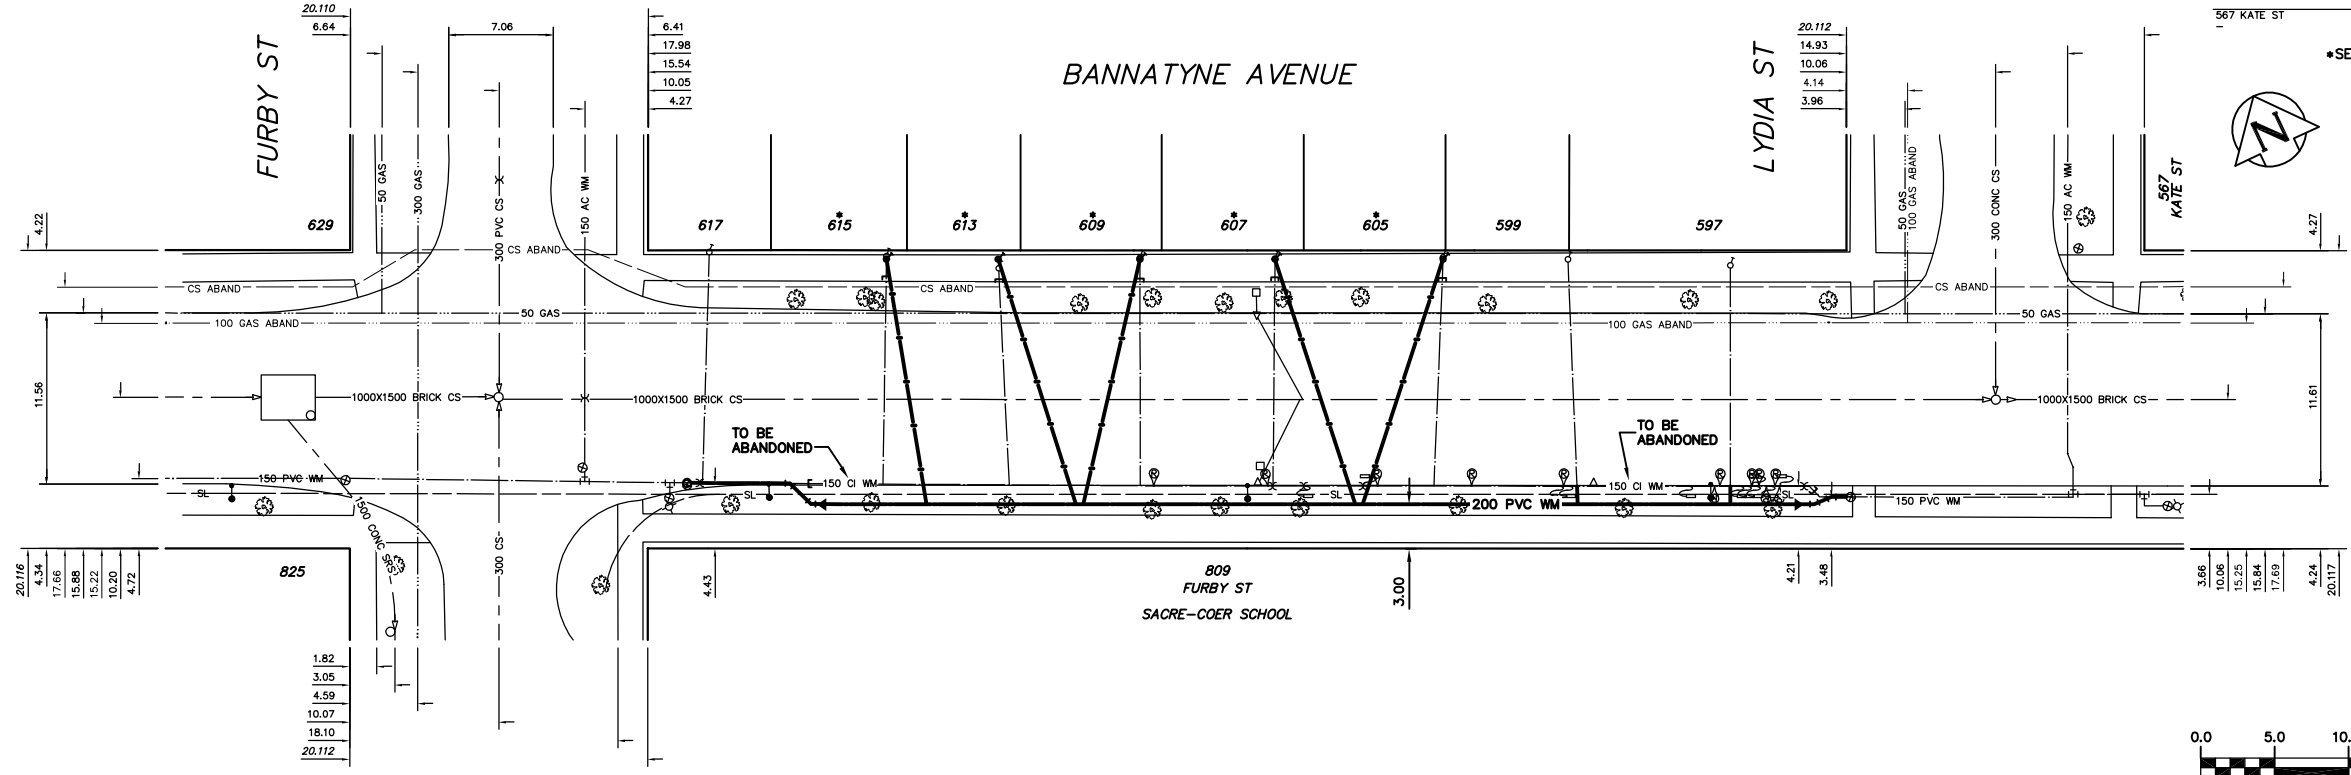 20.110
6.64
7.06
6.41
17.98
15.54
10.05
4.27
FURBY ST
BANNATYNE AVENUE
LYDIA ST
20.112
14.93
10.06
4.14
3.96
567 KATE ST
*SE
N
50 GAS
300 GAS
300 PVC CS
150 AC WM
50 GAS
100 GAS ABAND
300 CONC CS
150 AC WM
567
KATE ST
4.22
629
617
*
615
*
613
*
609
*
607
*
605
599
597
4.27
CS ABAND
CS ABAND
CS ABAND
CS ABAND
50 GAS
50 GAS
100 GAS ABAND
100 GAS ABAND
11.56
1000X1500 BRICK CS
1000X1500 BRICK CS
1000X1500 BRICK CS
11.61
TO BE
ABANDONED
TO BE
ABANDONED
150 PVC WM
150 CI WM
150 CI WM
SL
SL
SL
SL
200 PVC WM
150 PVC WM
1500 CONC SRS
300 CS
825
809
FURBY ST
SACRE-COER SCHOOL
20.116
4.34
17.66
15.88
15.22
10.20
4.72
4.43
3.00
4.21
3.48
3.66
10.06
15.25
15.84
17.69
4.24
20.117
1.82
3.05
4.59
10.07
18.10
20.112
0.0
5.0
10.